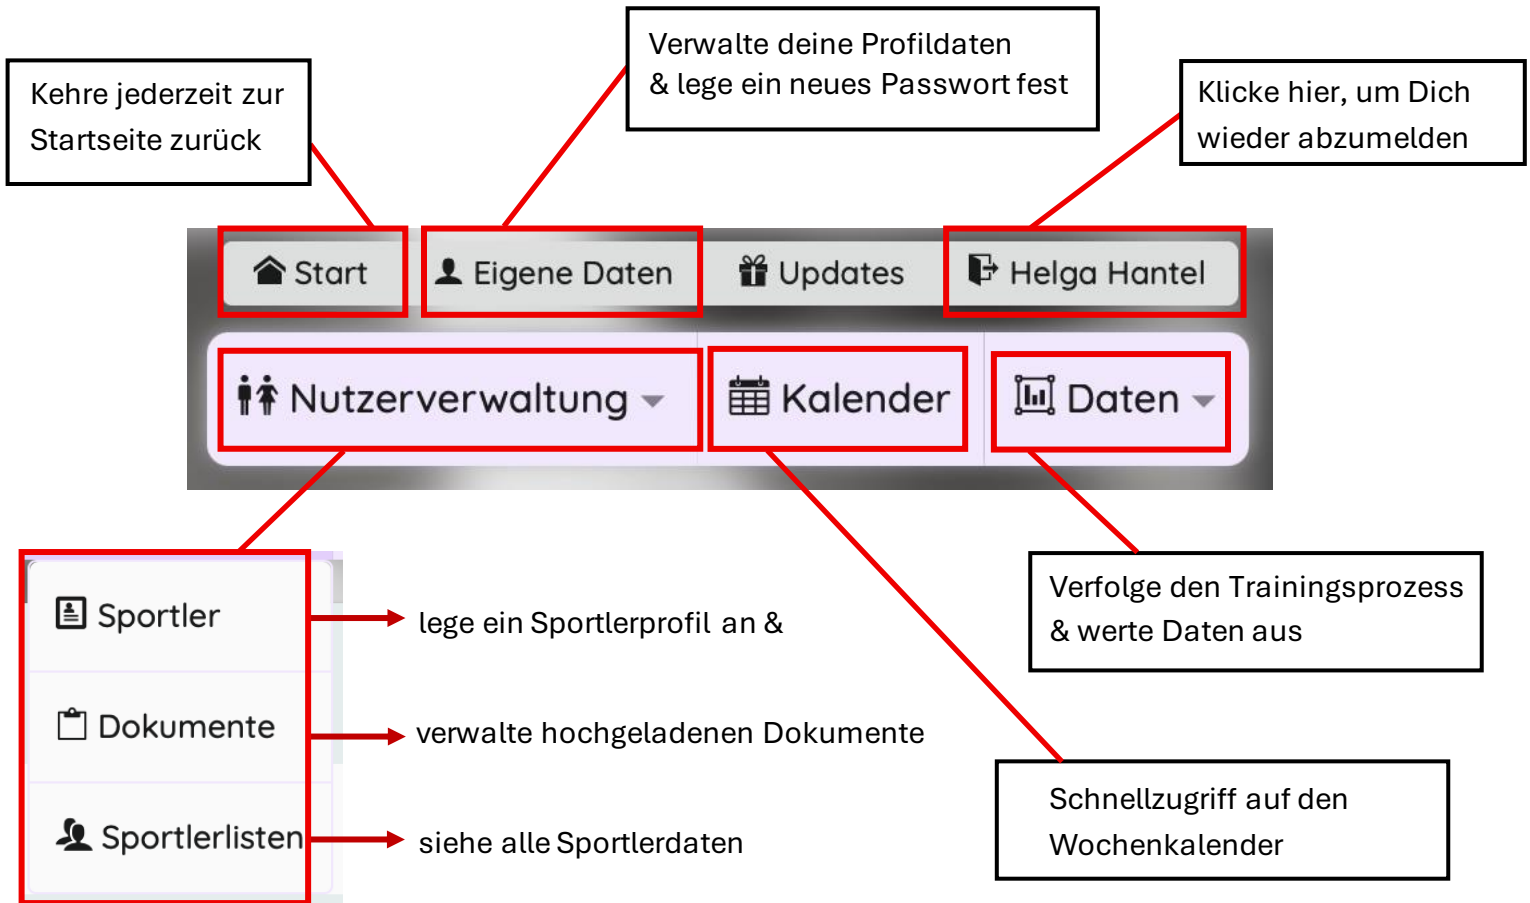 Verwalte deine Profildaten
& lege ein neues Passwort fest
Kehre jederzeit zur
Startseite zurück
Klicke hier, um Dich
wieder abzumelden
Start
Eigene Daten
Updates
Helga Hantel
Nutzerverwaltung
Kalender
Daten
Sportler
lege ein Sportlerprofil an &
Dokumente
verwalte hochgeladenen Dokumente
Sportlerlisten
siehe alle Sportlerdaten
Verfolge den Trainingsprozess
& werte Daten aus
Schnellzugriff auf den
Wochenkalender